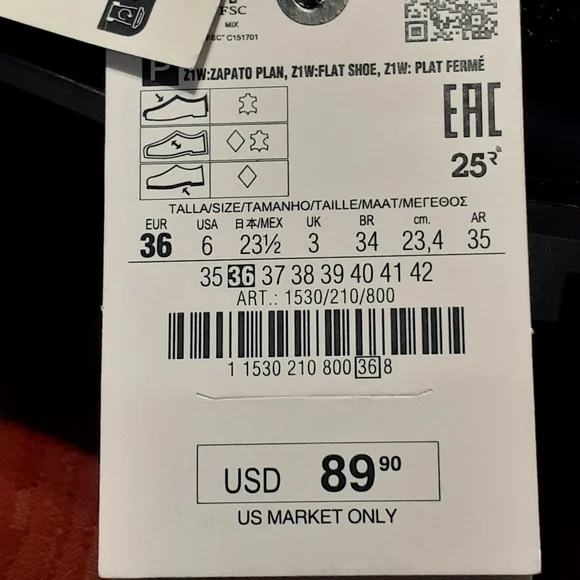 FSC
MIX
FSC™ C151701
P
Z1W:ZAPATO PLAN, Z1W:FLAT SHOE, Z1W: PLAT FERMÉ
EAC
25
TALLA/SIZE/TAMANHO/TAILLE/MAAT/ΜΕΓΕΘΟΣ
EUR USA 日本/MEX UK BR cm. AR
36 6 23½ 3 34 23,4 35
35 36 37 38 39 40 41 42
ART.: 1530/210/800
1 1530 210 800 36 8
USD 89 90
US MARKET ONLY